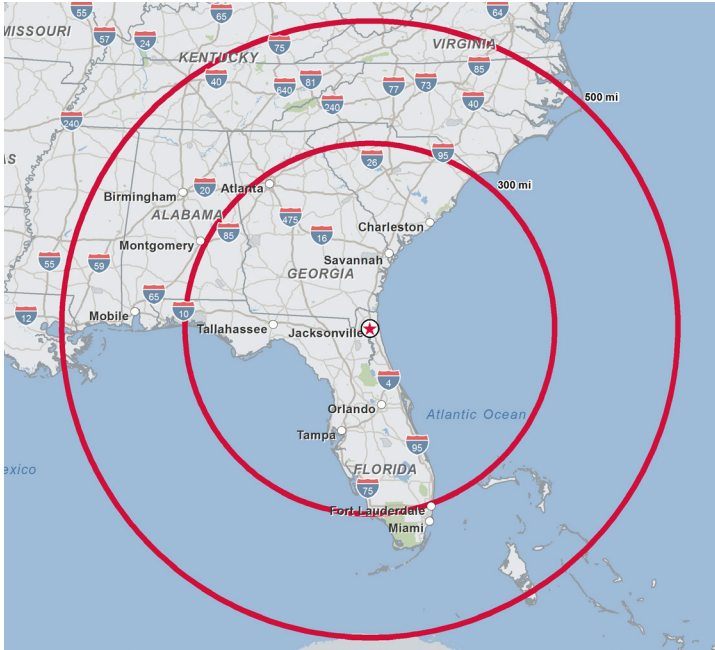 55
65
64
MISSOURI
57
24
75
VIRGINIA
KENTUCKY
85
40
640
81
77
73
500 mi
240
40
240
95
AS
26
20
Atlanta
300 mi
Birmingham
ALABAMA
475
Charleston
85
16
Montgomery
55
59
Savannah
GEORGIA
65
12
Mobile
10
Tallahassee
Jacksonville
4
Orlando
Atlantic Ocean
Tampa
95
exico
FLORIDA
75
Fort Lauderdale
Miami